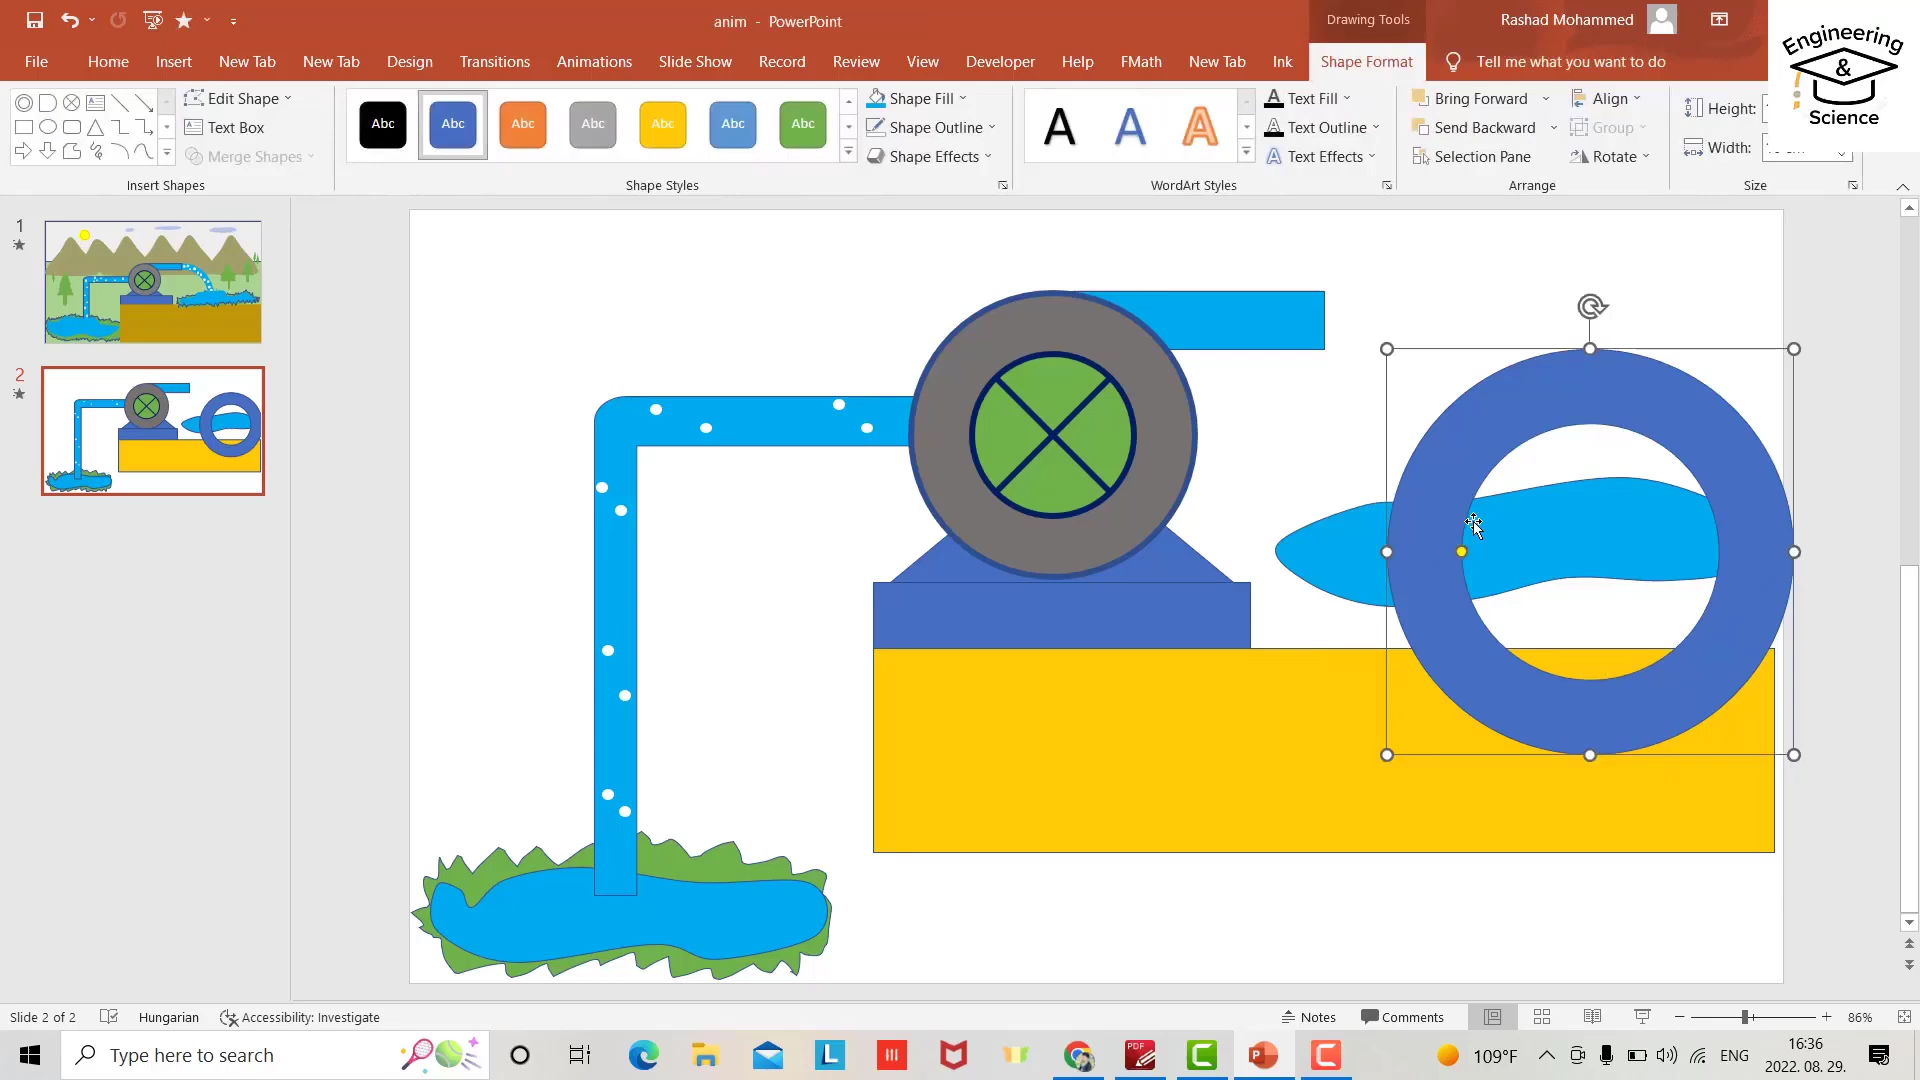 anim - PowerPoint
Drawing Tools
Rashad Mohammed
Engineering
&
Science
File Home Insert New Tab New Tab Design Transitions Animations Slide Show Record Review View Developer Help FMath New Tab Ink Shape Format Tell me what you want to do
Edit Shape
Text Box
Merge Shapes
Insert Shapes
Abc Abc Abc Abc Abc Abc Abc
Shape Fill
Shape Outline
Shape Effects
Shape Styles
A A A
Text Fill
Text Outline
Text Effects
WordArt Styles
Bring Forward
Send Backward
Selection Pane
Align
Group
Rotate
Arrange
Height:
Width:
Size
1
2
Slide 2 of 2 Hungarian Accessibility: Investigate Notes Comments 86%
Type here to search
109°F ENG
16:36
2022. 08. 29.